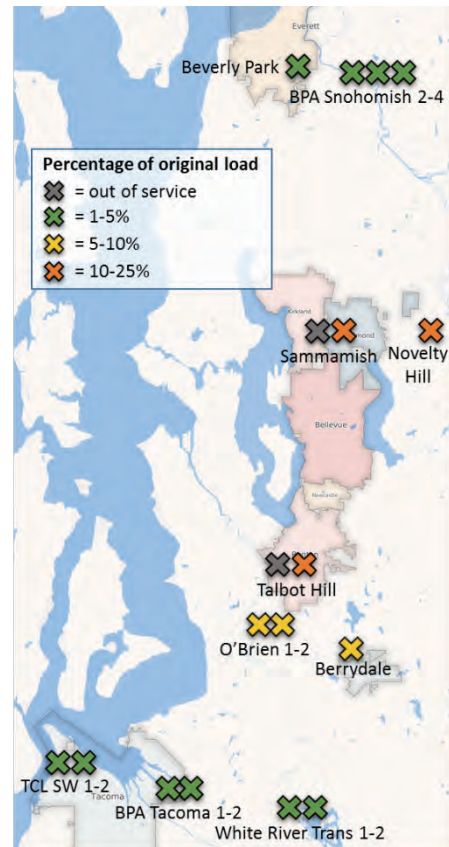 Everett
Beverly Park
BPA Snohomish 2-4
Percentage of original load
= out of service
= 1-5%
= 5-10%
= 10-25%
Kirkland
mond
Sammamish
Novelty
Hill
Bellevue
Newcastle
Talbot Hill
O'Brien 1-2
Berrydale
TCL SW 1-2
Tacoma
BPA Tacoma 1-2
White River Trans 1-2